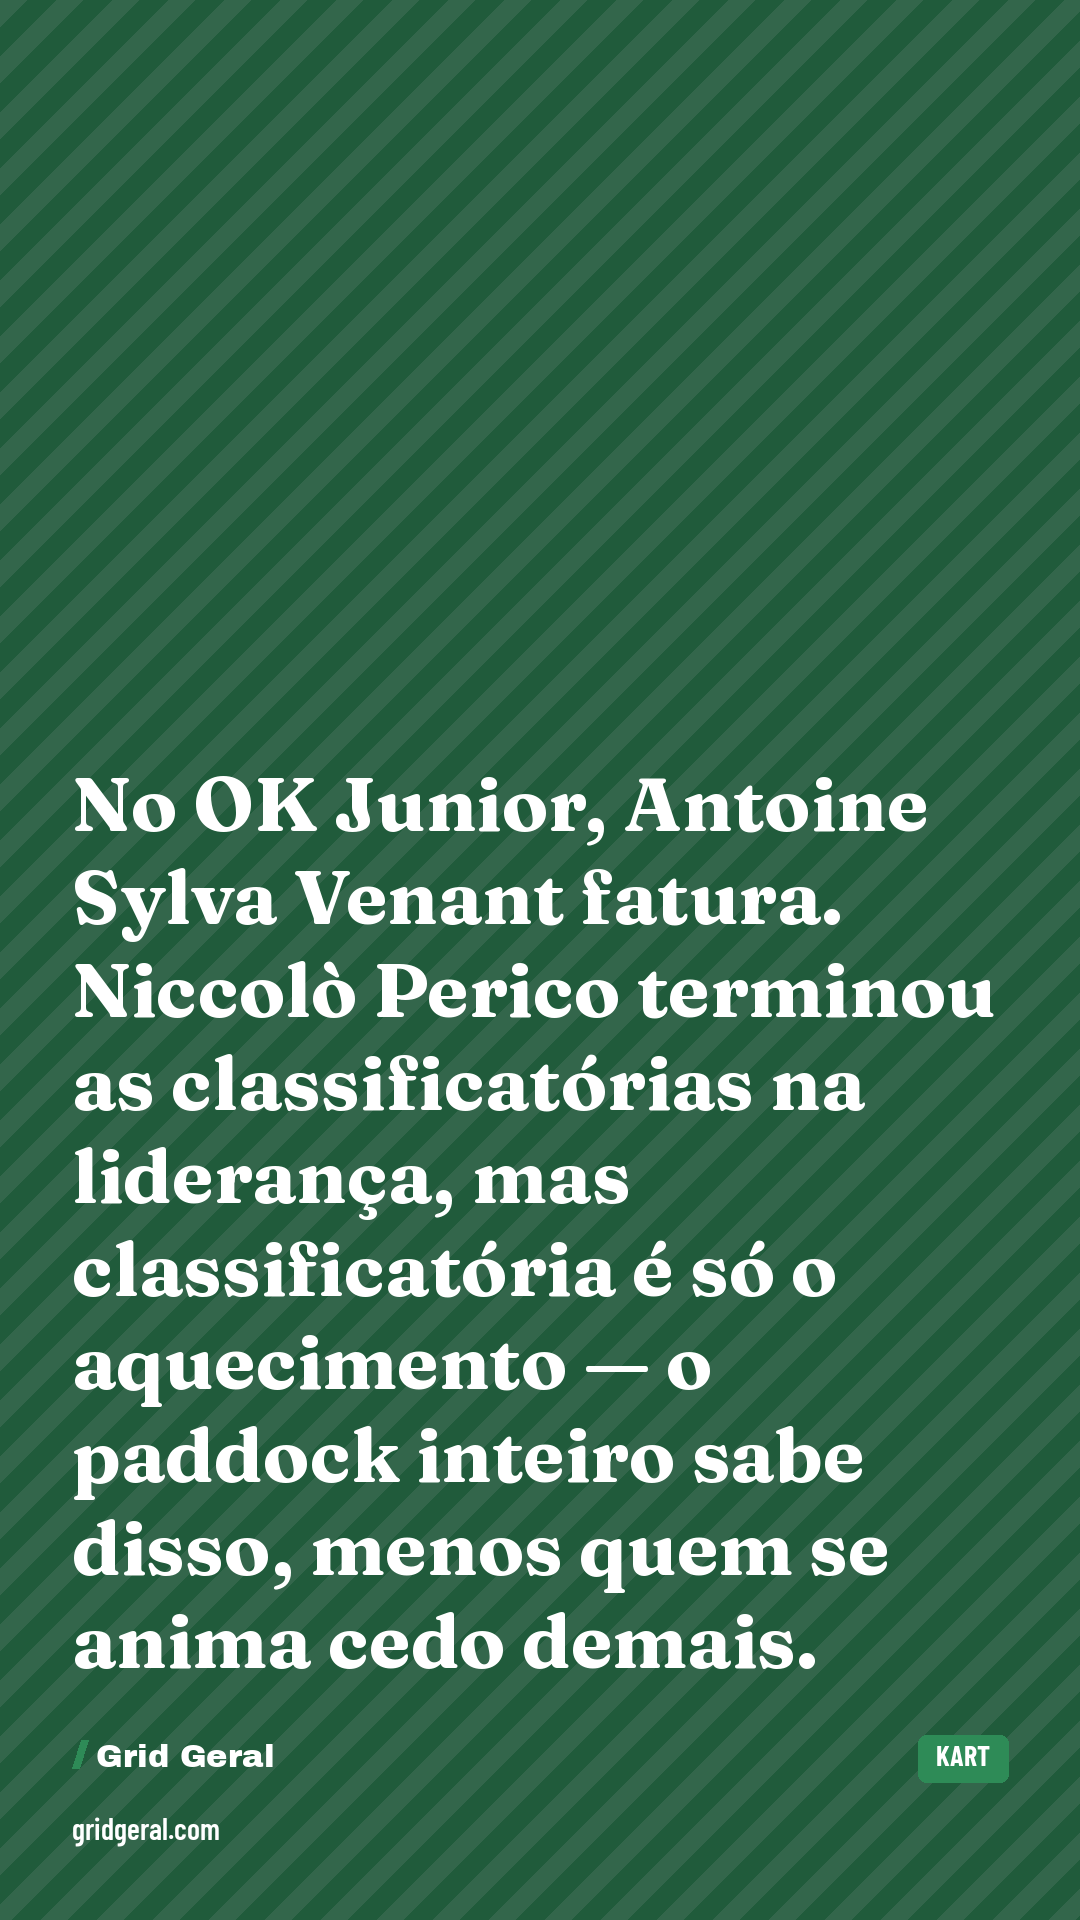 No OK Junior, Antoine
Sylva Venant fatura.
Niccolò Perico terminou
as classificatórias na
liderança, mas
classificatória é só o
aquecimento — o
paddock inteiro sabe
disso, menos quem se
anima cedo demais.
/ Grid Geral
KART
gridgeral.com